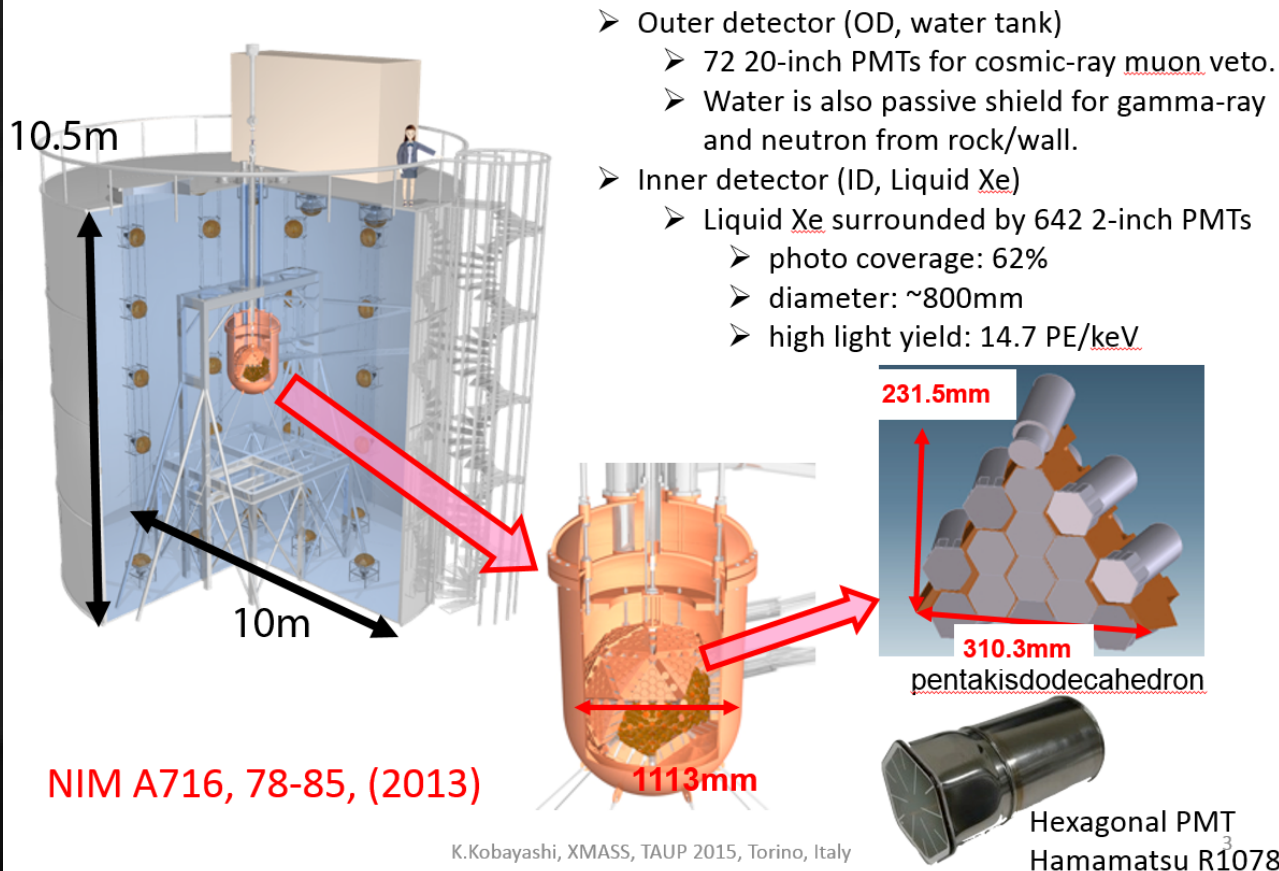 ➢ Outer detector (OD, water tank)
➢ 72 20-inch PMTs for cosmic-ray muon veto.
➢ Water is also passive shield for gamma-ray
and neutron from rock/wall.
➢ Inner detector (ID, Liquid Xe)
➢ Liquid Xe surrounded by 642 2-inch PMTs
➢ photo coverage: 62%
➢ diameter: ~800mm
➢ high light yield: 14.7 PE/keV
10.5m
10m
231.5mm
310.3mm
pentakisdodecahedron
1113mm
NIM A716, 78-85, (2013)
Hexagonal PMT
Hamamatsu R1078
K.Kobayashi, XMASS, TAUP 2015, Torino, Italy
3